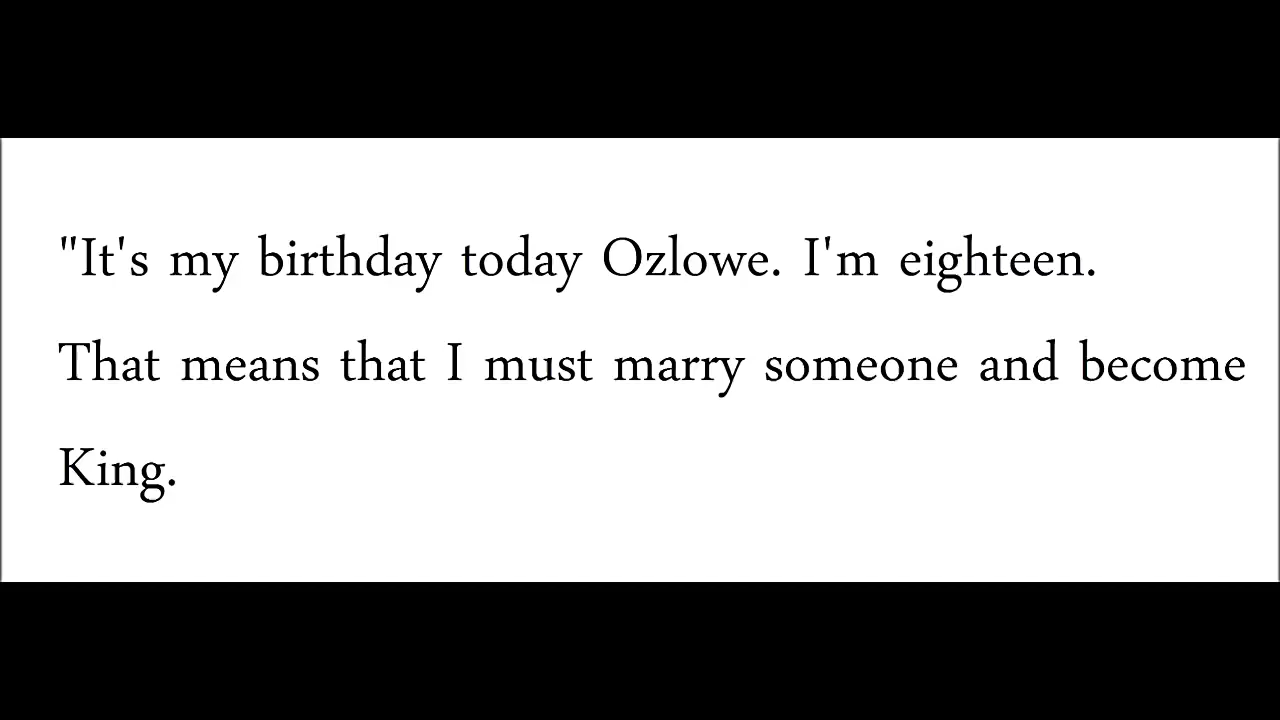 "It's my birthday today Ozlowe. I'm eighteen.
That means that I must marry someone and become
King.